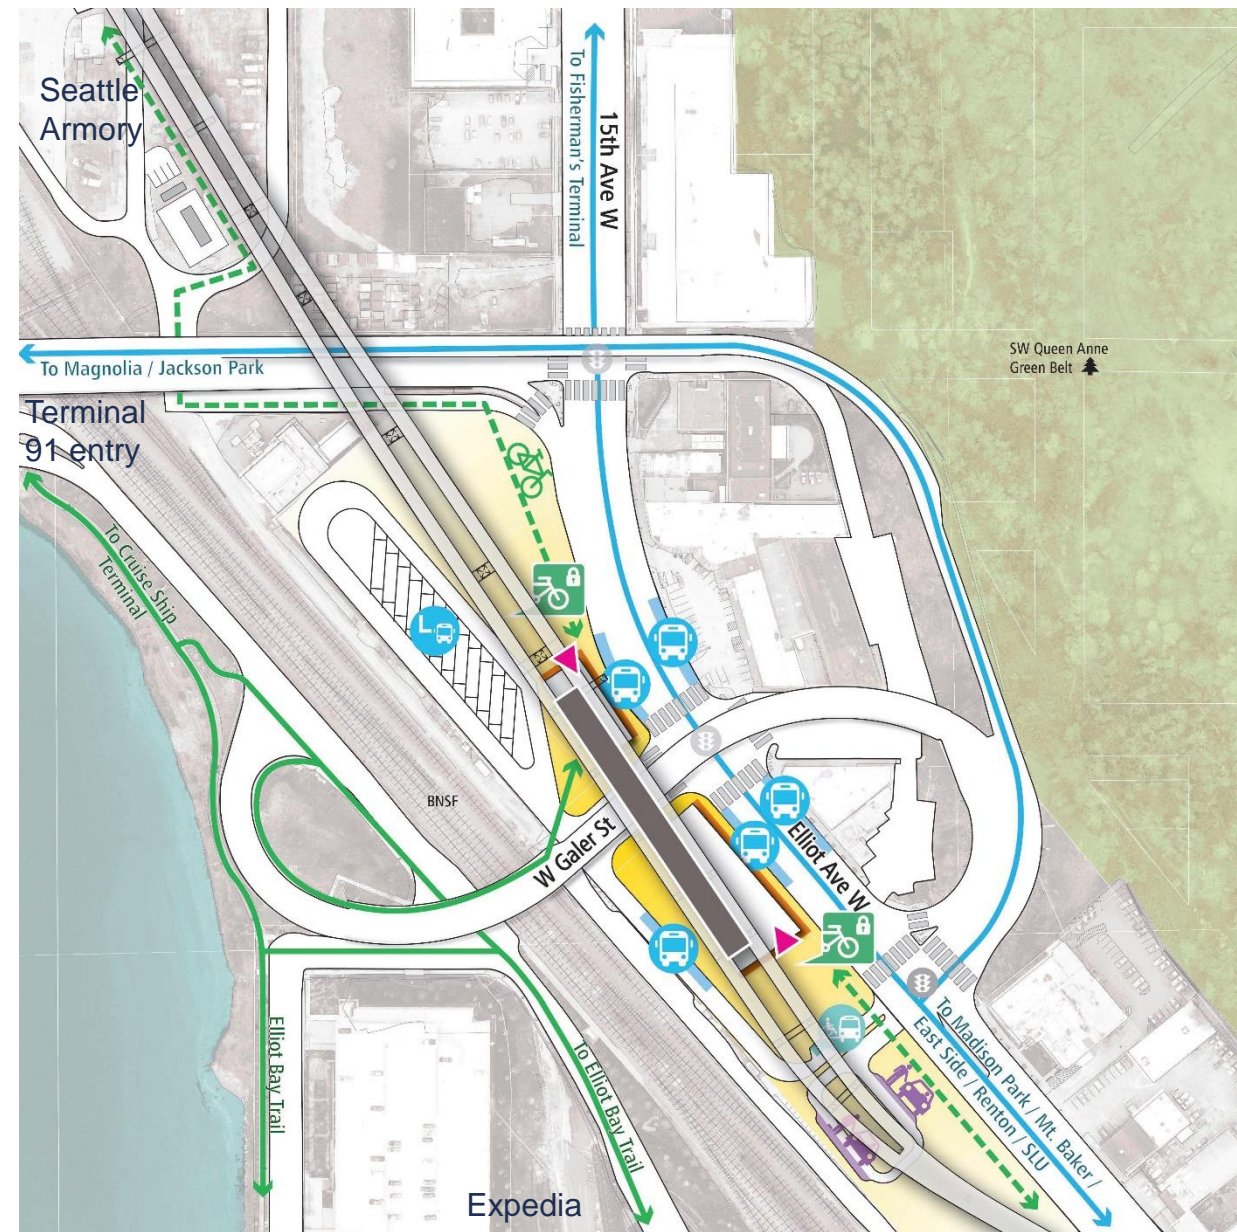 Seattle
Armory
To Fisherman's Terminal
15th Ave W
To Magnolia / Jackson Park
SW Queen Anne
Green Belt
Terminal
91 entry
To Cruise Ship
Terminal
BNSF
W Galer St
Elliot Ave W
To Madison Park / Mt. Baker /
East Side / Renton / SLU
Elliot Bay Trail
To Elliot Bay Trail
Expedia